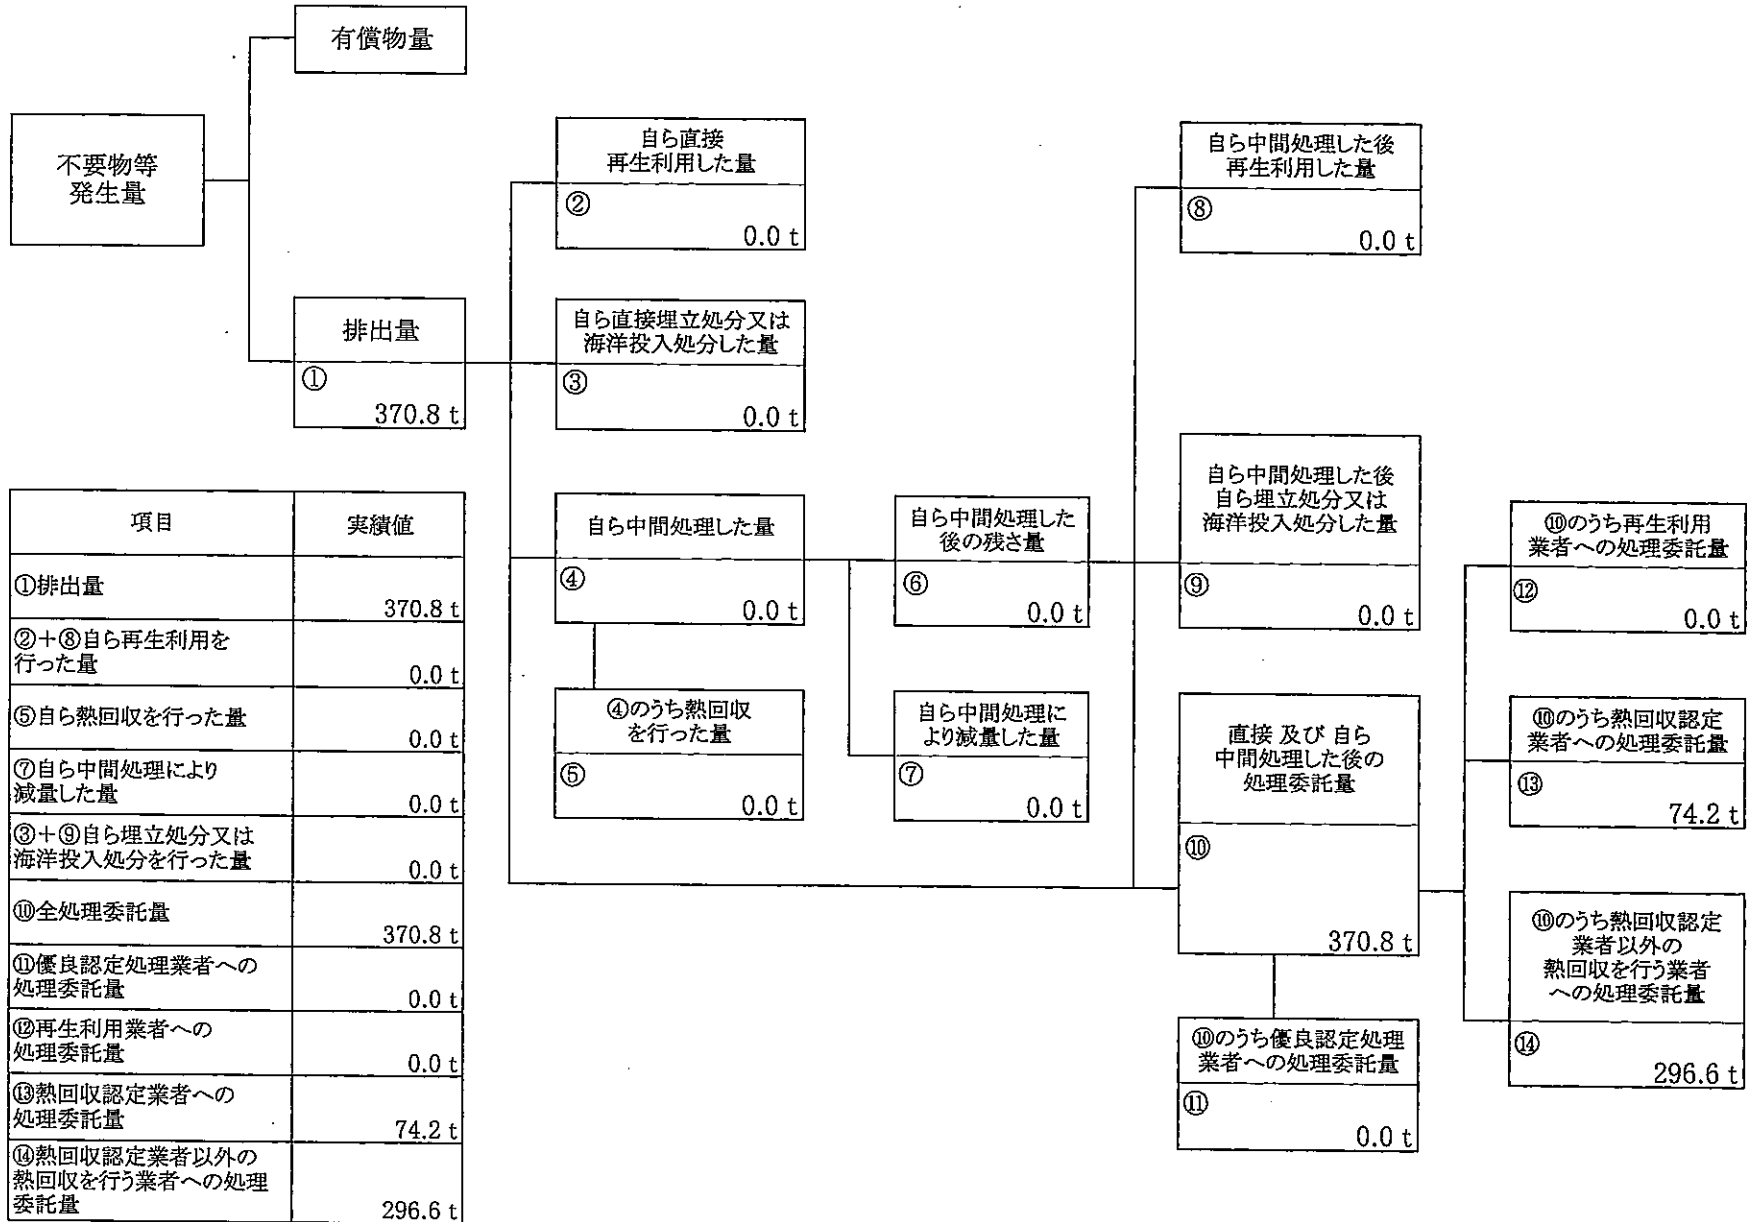 有償物量
不要物等
発生量
排出量
①
370.8 t
自ら直接
再生利用した量
②
0.0 t
自ら直接埋立処分又は
海洋投入処分した量
③
0.0 t
自ら中間処理した量
④
0.0 t
④のうち熱回収
を行った量
⑤
0.0 t
自ら中間処理した
後の残さ量
⑥
0.0 t
自ら中間処理に
より減量した量
⑦
0.0 t
自ら中間処理した後
再生利用した量
⑧
0.0 t
自ら中間処理した後
自ら埋立処分又は
海洋投入処分した量
⑨
0.0 t
直接 及び 自ら
中間処理した後の
処理委託量
⑩
370.8 t
⑩のうち優良認定処理
業者への処理委託量
⑪
0.0 t
⑩のうち再生利用
業者への処理委託量
⑫
0.0 t
⑩のうち熱回収認定
業者への処理委託量
⑬
74.2 t
⑩のうち熱回収認定
業者以外の
熱回収を行う業者
への処理委託量
⑭
296.6 t
項目 実績値
①排出量
370.8 t
②+⑧自ら再生利用を
行った量
0.0 t
⑤自ら熱回収を行った量
0.0 t
⑦自ら中間処理により
減量した量
0.0 t
③+⑨自ら埋立処分又は
海洋投入処分を行った量
0.0 t
⑩全処理委託量
370.8 t
⑪優良認定処理業者への
処理委託量
0.0 t
⑫再生利用業者への
処理委託量
0.0 t
⑬熱回収認定業者への
処理委託量
74.2 t
⑭熱回収認定業者以外の
熱回収を行う業者への処理
委託量
296.6 t